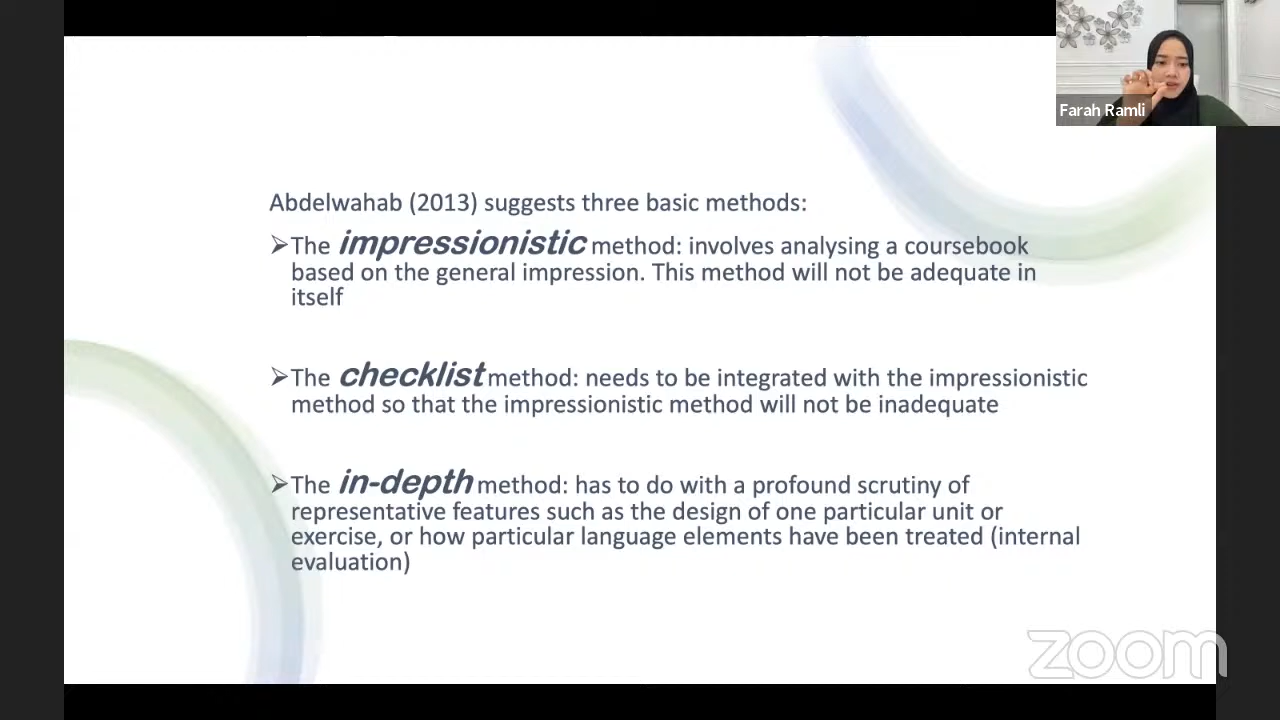 Farah Ramli
Abdelwahab (2013) suggests three basic methods:
➢The impressionistic method: involves analysing a coursebook
based on the general impression. This method will not be adequate in
itself
➢The checklist method: needs to be integrated with the impressionistic
method so that the impressionistic method will not be inadequate
➢The in-depth method: has to do with a profound scrutiny of
representative features such as the design of one particular unit or
exercise, or how particular language elements have been treated (internal
evaluation)
zoom